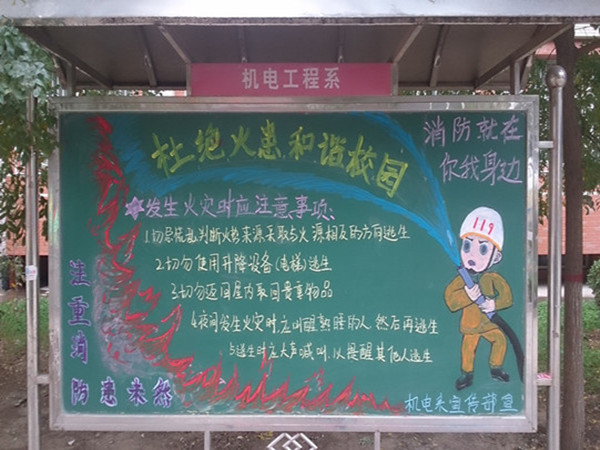 机电工程系
杜绝火患和谐校园
消防就在
你我身边
发生火灾时应注意事项:
1.切忌慌乱判断火势来源采取与火源相反的方向逃生
2.切勿使用升降设备(电梯)逃生
3.切勿返回屋内取回贵重物品
4.夜间发生火灾时应叫醒熟睡的人然后再逃生
5.逃生时应大声喊叫,以提醒其他人逃生
注重消
防患未然
119
机电系宣传部宣